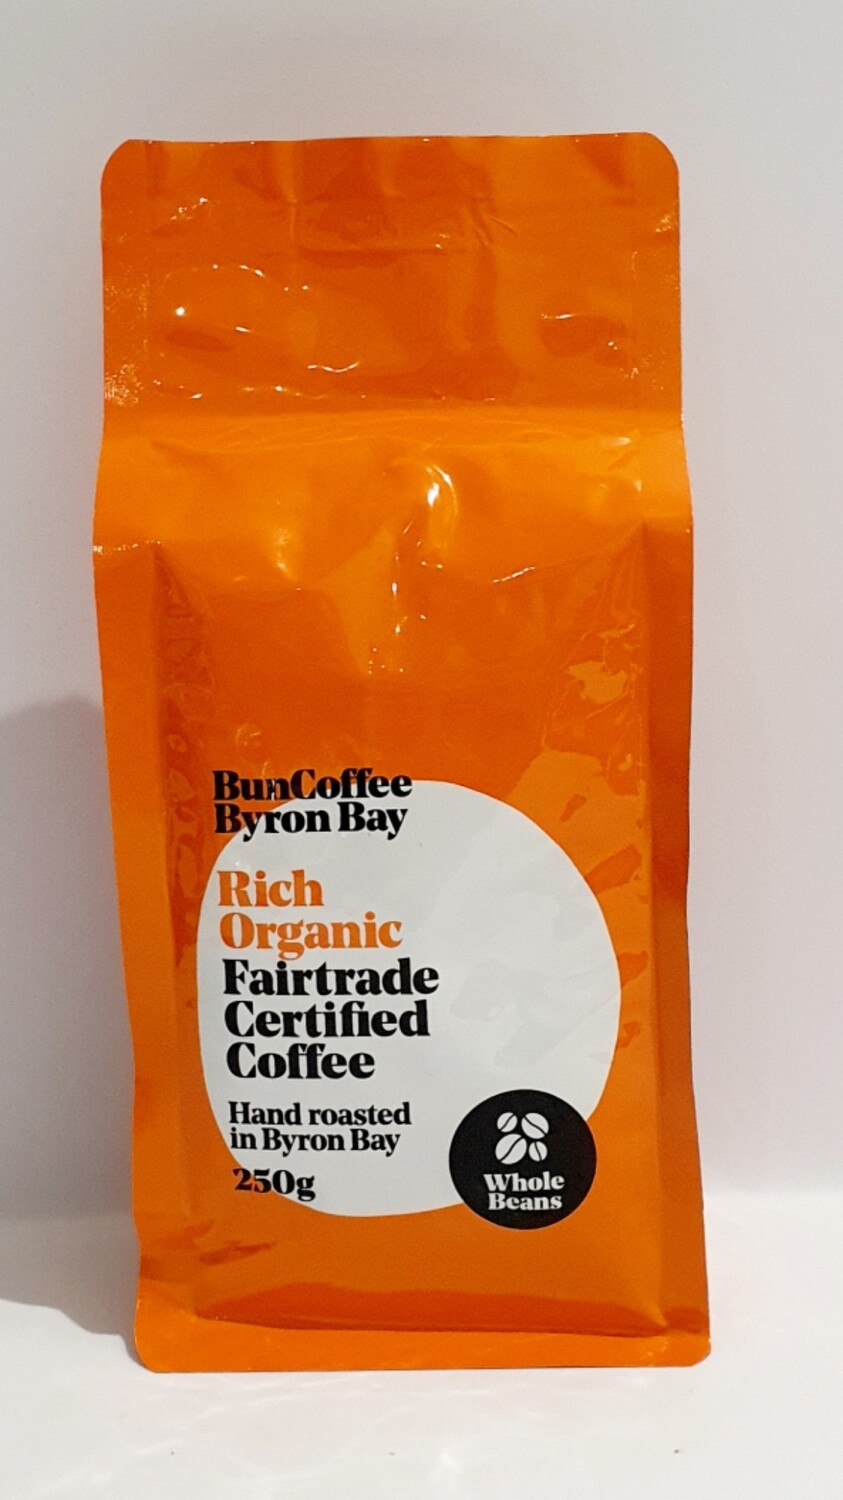 BunCoffee
Byron Bay
Rich
Organic
Fairtrade
Certified
Coffee
Hand roasted
in Byron Bay
250g
Whole
Beans